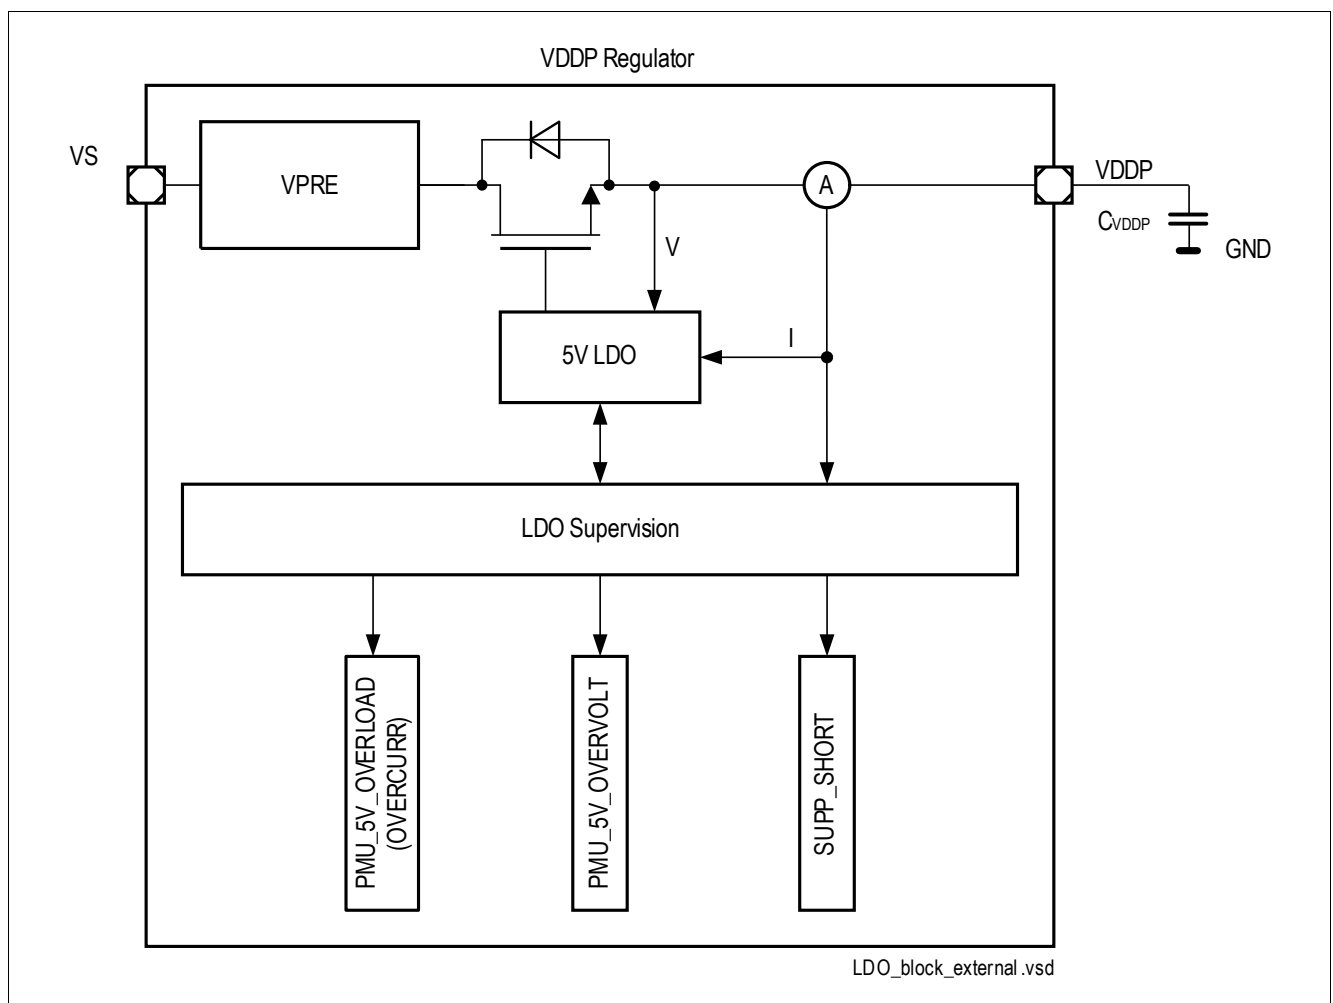 VDDP Regulator
VS
VPRE
A
VDDP
CVDDP
GND
V
I
5V LDO
LDO Supervision
PMU_5V_OVERLOAD
(OVERCURR)
PMU_5V_OVERVOLT
SUPP_SHORT
LDO_block_external.vsd